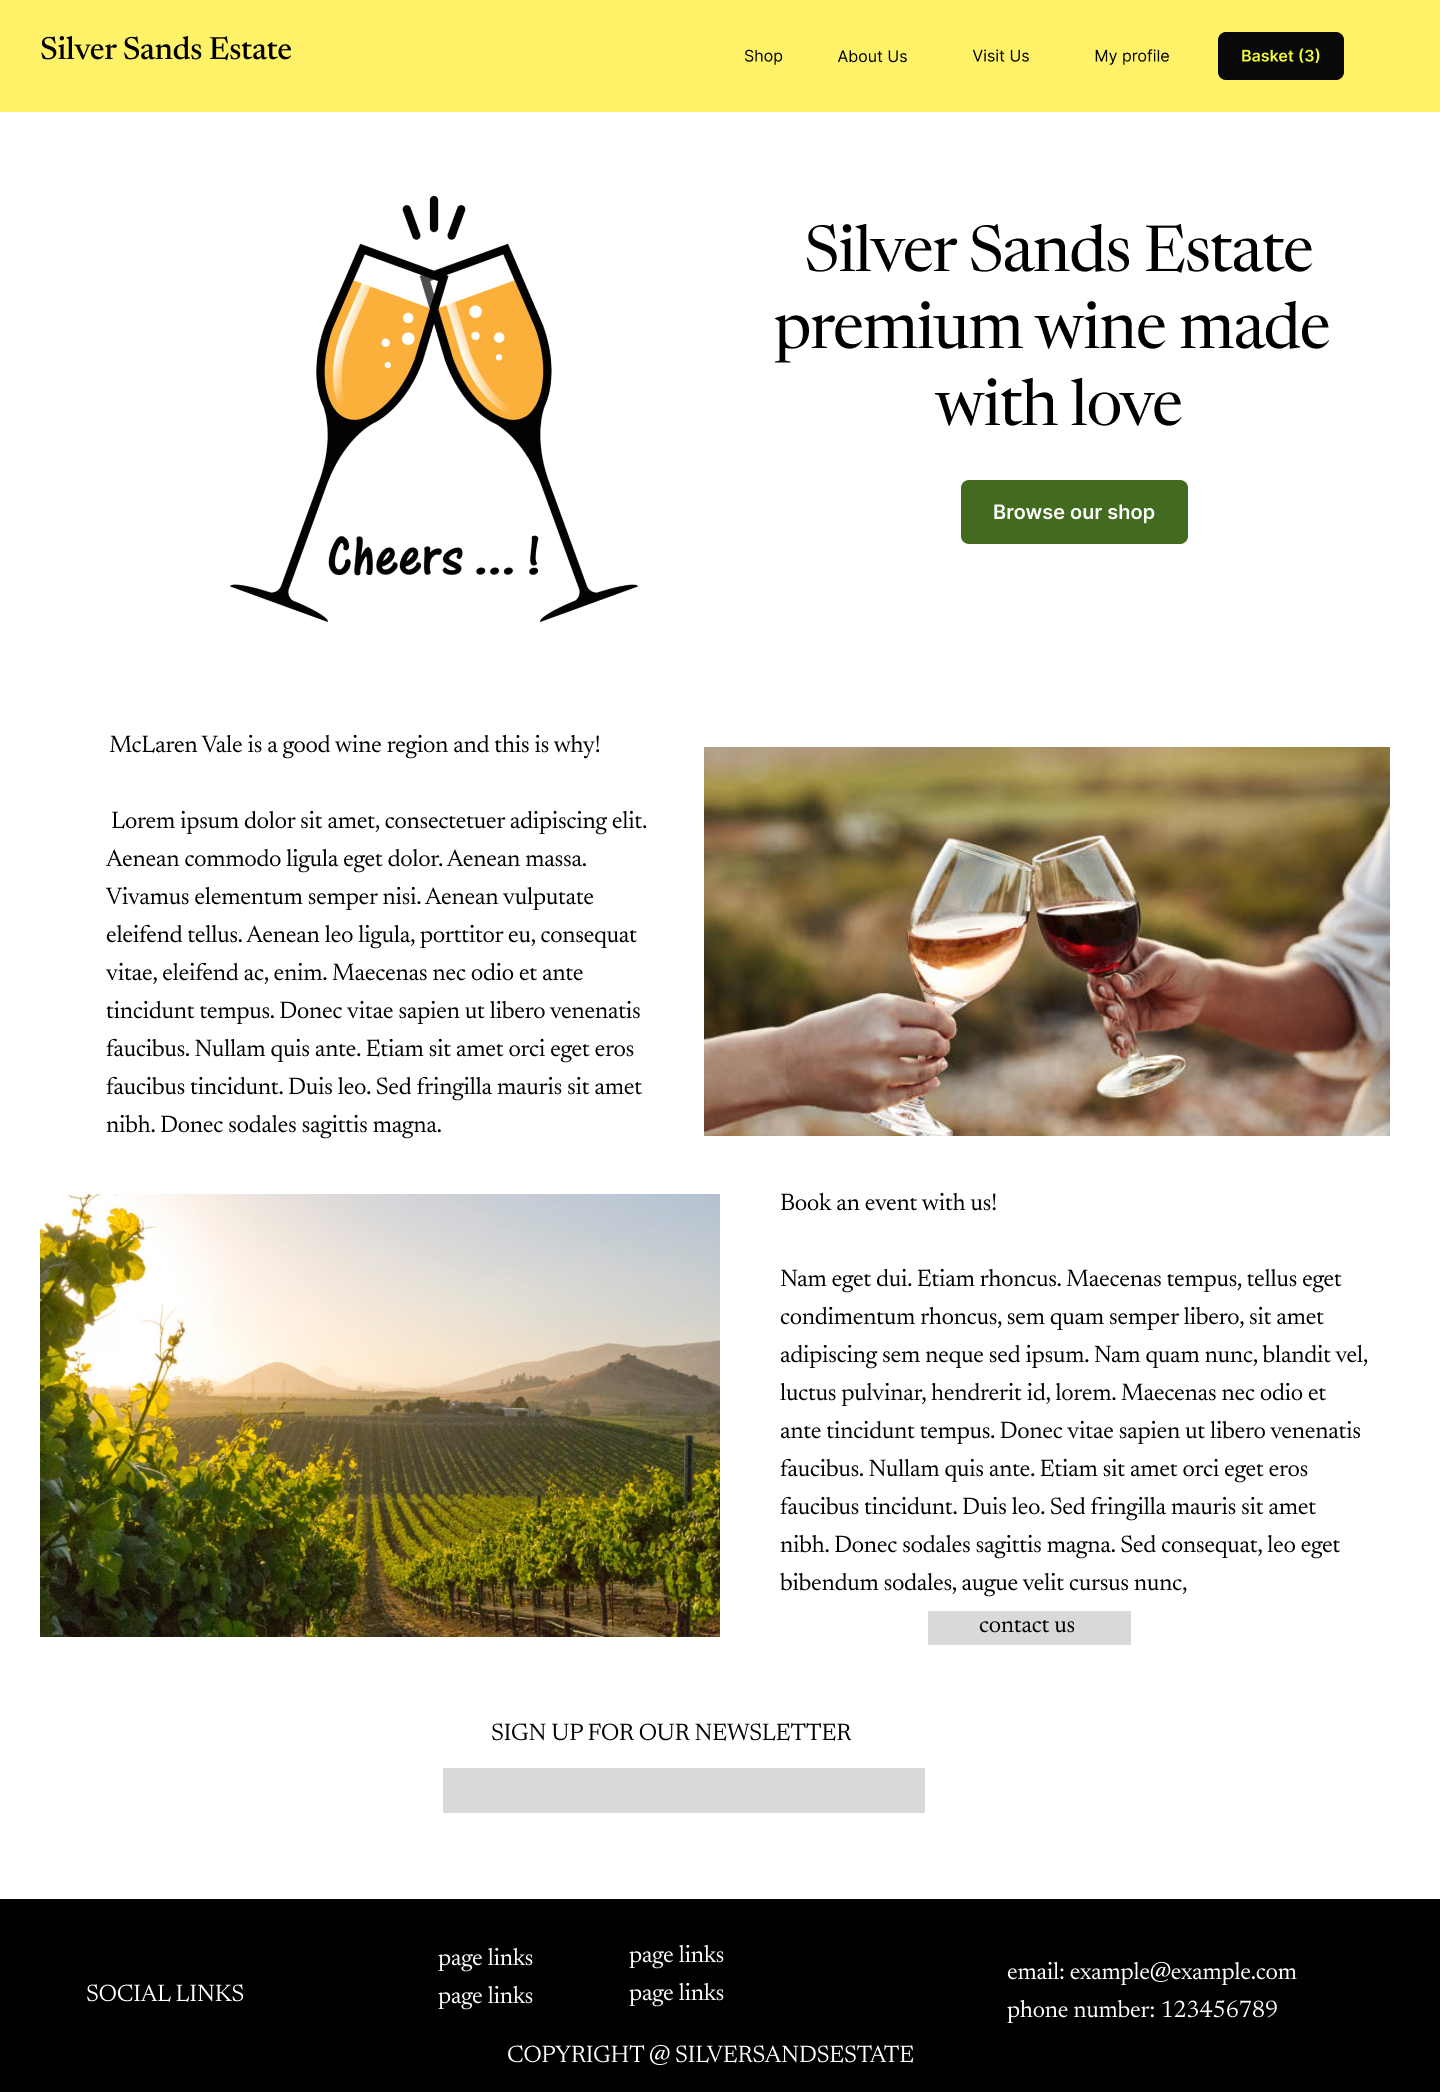 Silver Sands Estate
Shop About Us Visit Us My profile Basket (3)
Cheers ... !
Silver Sands Estate
premium wine made
with love
Browse our shop
McLaren Vale is a good wine region and this is why!
Lorem ipsum dolor sit amet, consectetuer adipiscing elit.
Aenean commodo ligula eget dolor. Aenean massa.
Vivamus elementum semper nisi. Aenean vulputate
eleifend tellus. Aenean leo ligula, porttitor eu, consequat
vitae, eleifend ac, enim. Maecenas nec odio et ante
tincidunt tempus. Donec vitae sapien ut libero venenatis
faucibus. Nullam quis ante. Etiam sit amet orci eget eros
faucibus tincidunt. Duis leo. Sed fringilla mauris sit amet
nibh. Donec sodales sagittis magna.
Book an event with us!
Nam eget dui. Etiam rhoncus. Maecenas tempus, tellus eget
condimentum rhoncus, sem quam semper libero, sit amet
adipiscing sem neque sed ipsum. Nam quam nunc, blandit vel,
luctus pulvinar, hendrerit id, lorem. Maecenas nec odio et
ante tincidunt tempus. Donec vitae sapien ut libero venenatis
faucibus. Nullam quis ante. Etiam sit amet orci eget eros
faucibus tincidunt. Duis leo. Sed fringilla mauris sit amet
nibh. Donec sodales sagittis magna. Sed consequat, leo eget
bibendum sodales, augue velit cursus nunc,
contact us
SIGN UP FOR OUR NEWSLETTER
SOCIAL LINKS
page links
page links
page links
page links
email: example@example.com
phone number: 123456789
COPYRIGHT @ SILVERSANDSESTATE